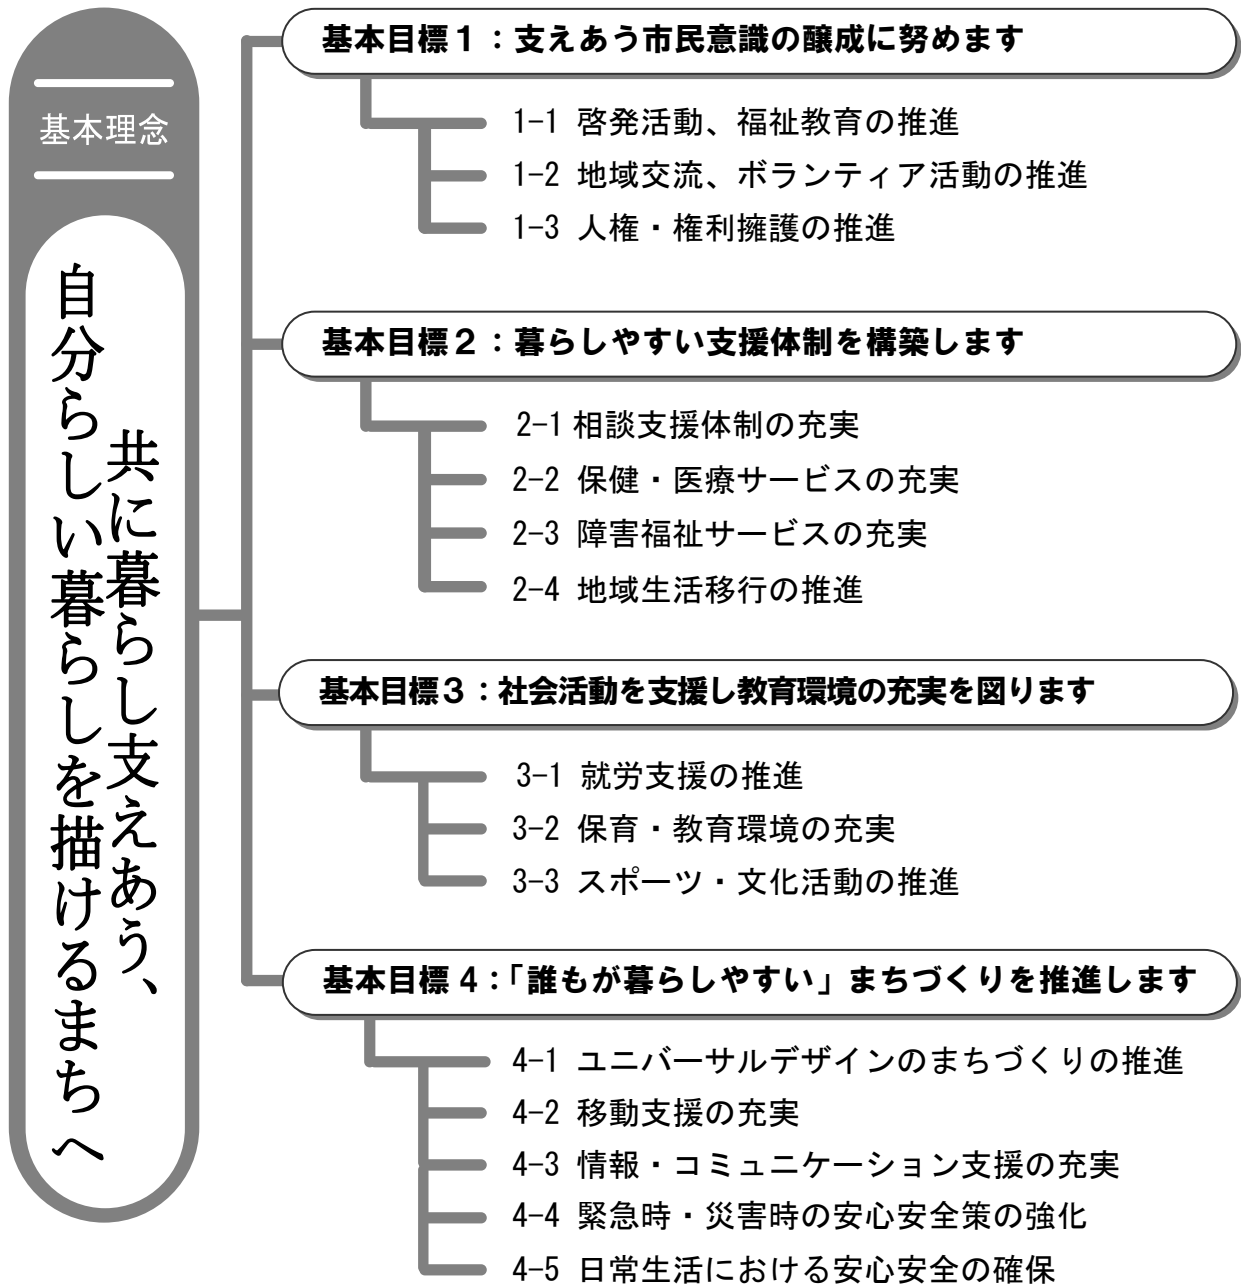 基本理念
共に暮らし支えあう、
自分らしい暮らしを描けるまちへ
基本目標１：支えあう市民意識の醸成に努めます
1-1 啓発活動、福祉教育の推進
1-2 地域交流、ボランティア活動の推進
1-3 人権・権利擁護の推進
基本目標２：暮らしやすい支援体制を構築します
2-1 相談支援体制の充実
2-2 保健・医療サービスの充実
2-3 障害福祉サービスの充実
2-4 地域生活移行の推進
基本目標３：社会活動を支援し教育環境の充実を図ります
3-1 就労支援の推進
3-2 保育・教育環境の充実
3-3 スポーツ・文化活動の推進
基本目標４：「誰もが暮らしやすい」まちづくりを推進します
4-1 ユニバーサルデザインのまちづくりの推進
4-2 移動支援の充実
4-3 情報・コミュニケーション支援の充実
4-4 緊急時・災害時の安心安全策の強化
4-5 日常生活における安心安全の確保